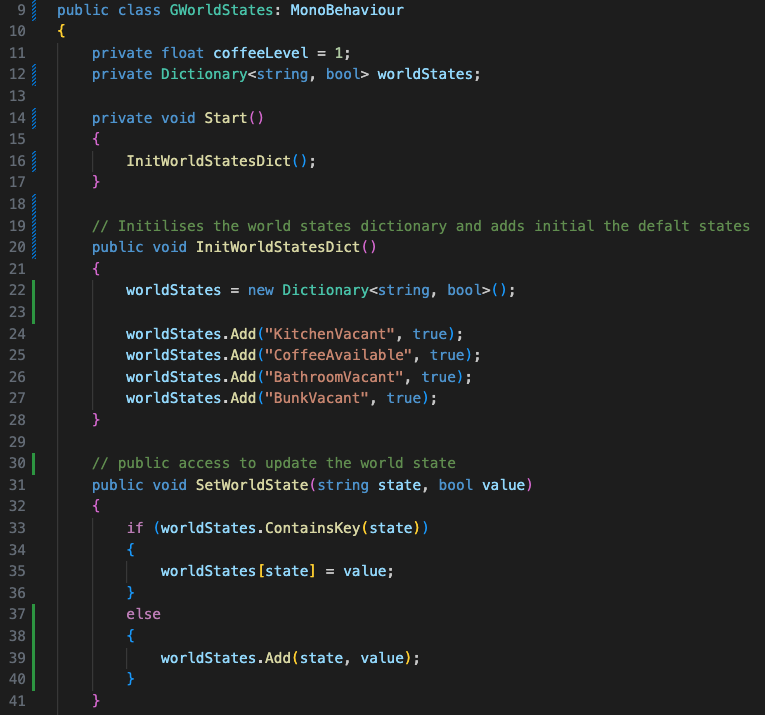 9 public class GWorldStates: MonoBehaviour
10 {
11 private float coffeeLevel = 1;
12 private Dictionary<string, bool> worldStates;
13
14 private void Start()
15 {
16 InitWorldStatesDict();
17 }
18
19 // Initilises the world states dictionary and adds initial the defalt states
20 public void InitWorldStatesDict()
21 {
22 worldStates = new Dictionary<string, bool>();
23
24 worldStates.Add("KitchenVacant", true);
25 worldStates.Add("CoffeeAvailable", true);
26 worldStates.Add("BathroomVacant", true);
27 worldStates.Add("BunkVacant", true);
28 }
29
30 // public access to update the world state
31 public void SetWorldState(string state, bool value)
32 {
33 if (worldStates.ContainsKey(state))
34 {
35 worldStates[state] = value;
36 }
37 else
38 {
39 worldStates.Add(state, value);
40 }
41 }